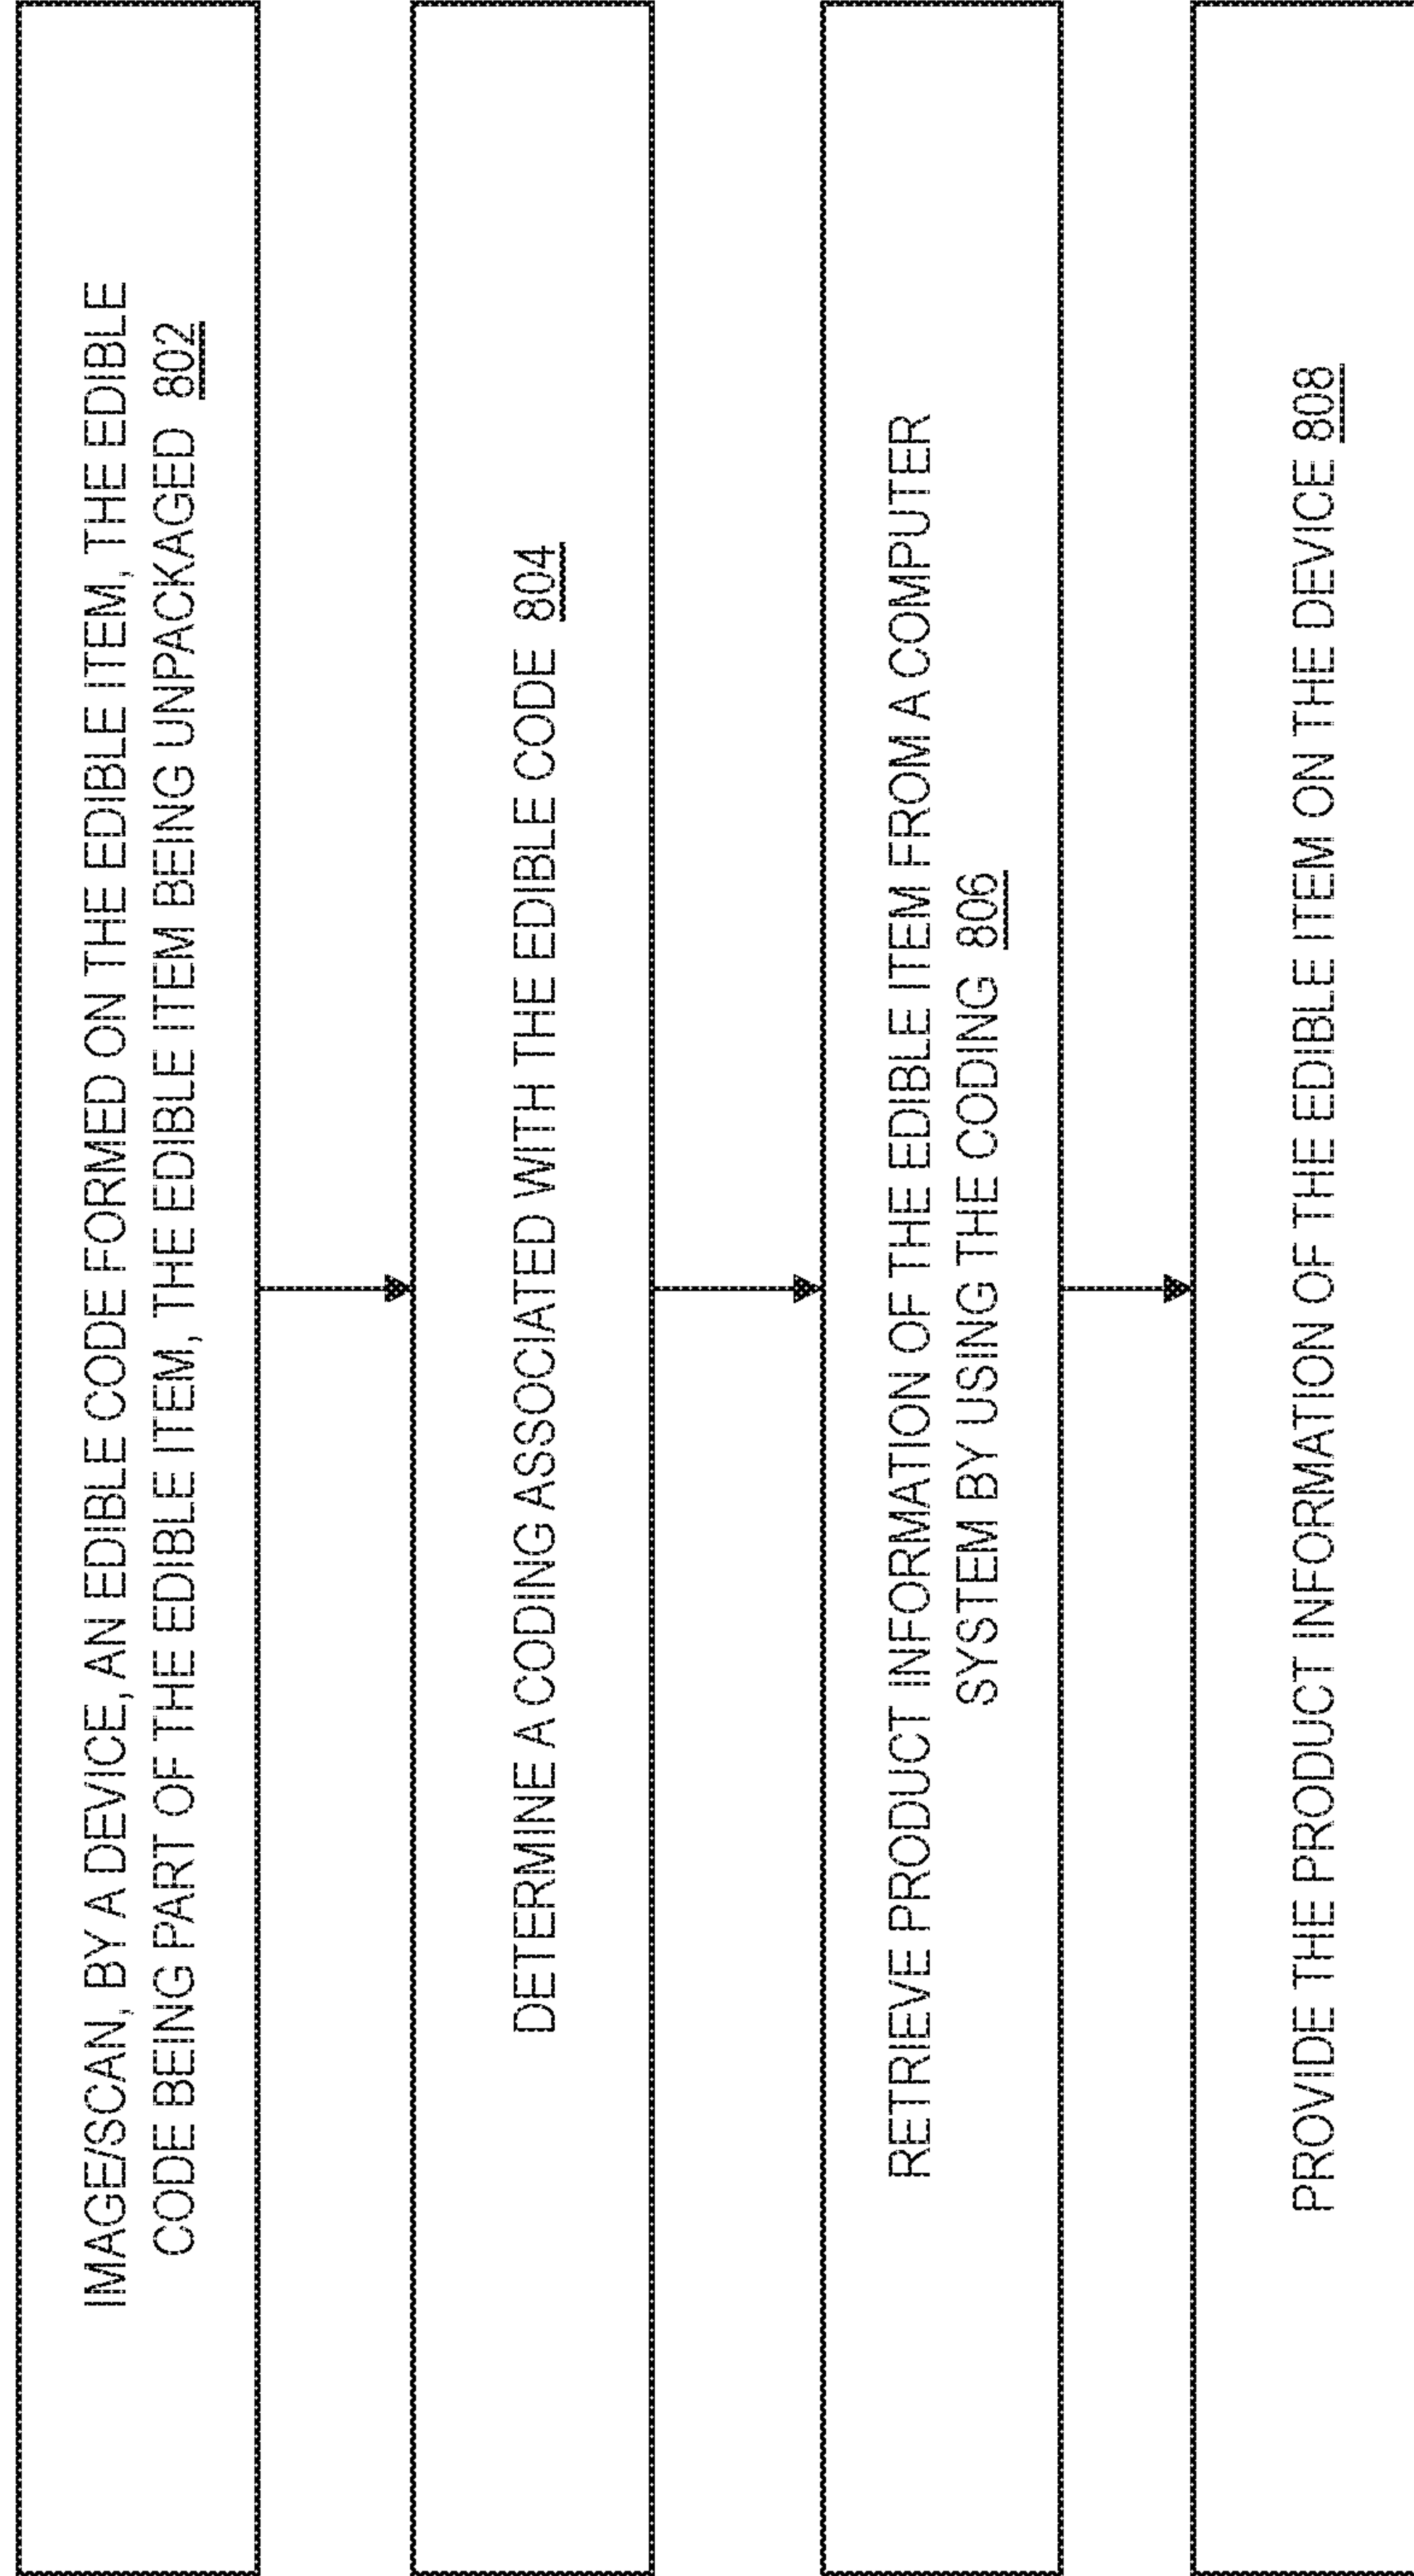 IMAGE/SCAN, BY A DEVICE, AN EDIBLE CODE FORMED ON THE EDIBLE ITEM, THE EDIBLE
CODE BEING PART OF THE EDIBLE ITEM, THE EDIBLE ITEM BEING UNPACKAGED 802
DETERMINE A CODING ASSOCIATED WITH THE EDIBLE CODE 804
RETRIEVE PRODUCT INFORMATION OF THE EDIBLE ITEM FROM A COMPUTER
SYSTEM BY USING THE CODING 806
PROVIDE THE PRODUCT INFORMATION OF THE EDIBLE ITEM ON THE DEVICE 808